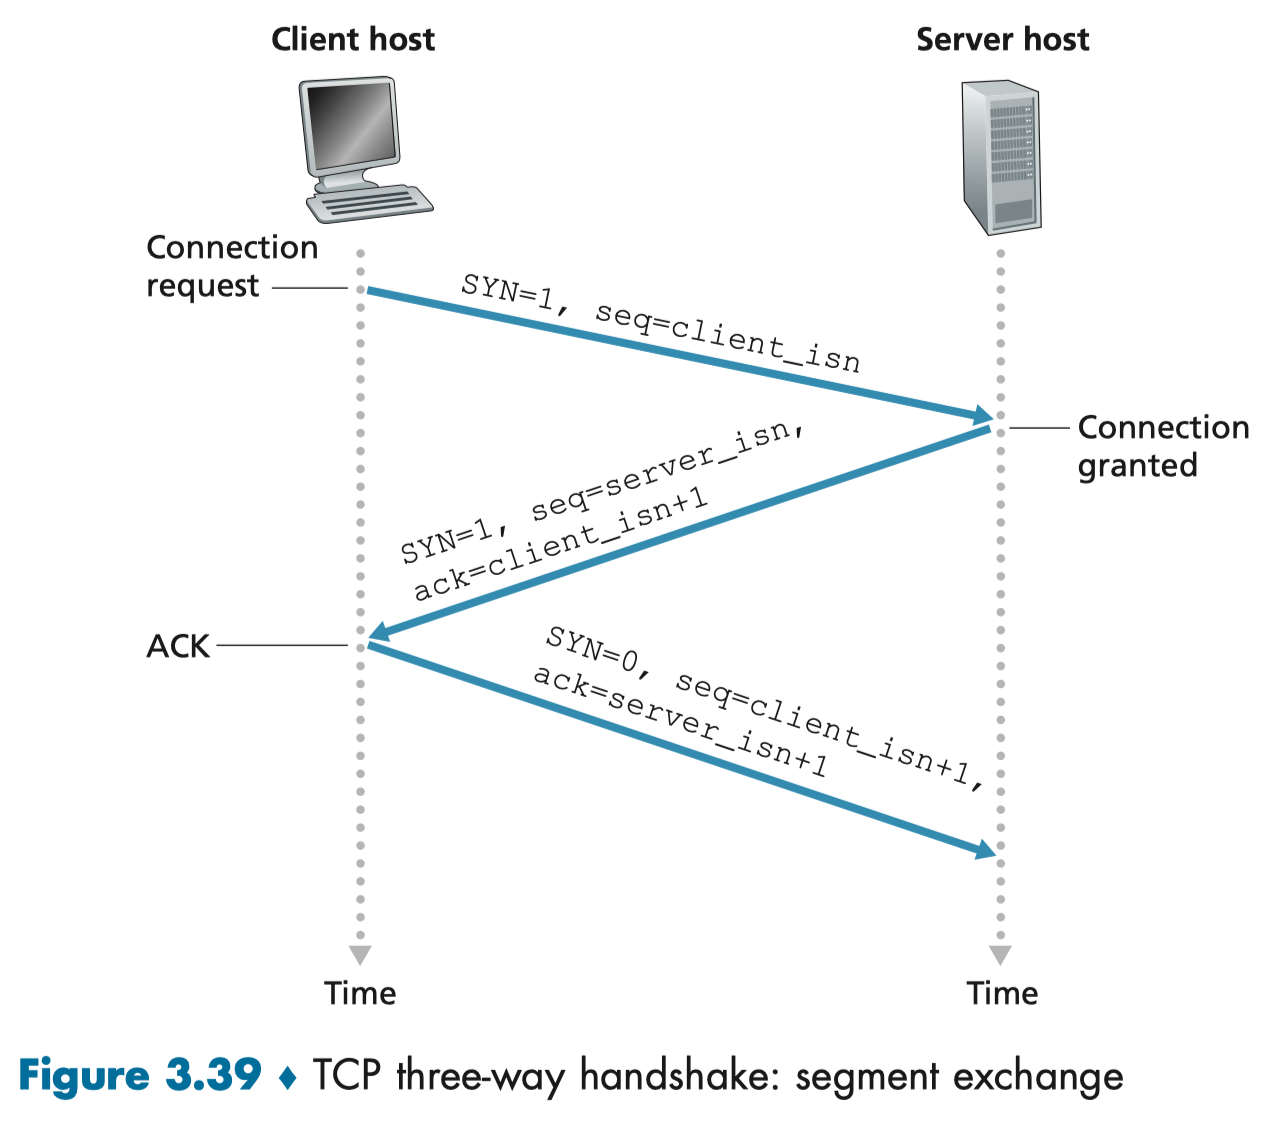 Client host
Server host
Connection
request
SYN=1, seq=client_isn
Connection
granted
SYN=1, seq=server_isn,
ack=client_isn+1
ACK
SYN=0, seq=client_isn+1,
ack=server_isn+1
Time
Time
Figure 3.39 ♦ TCP three-way handshake: segment exchange